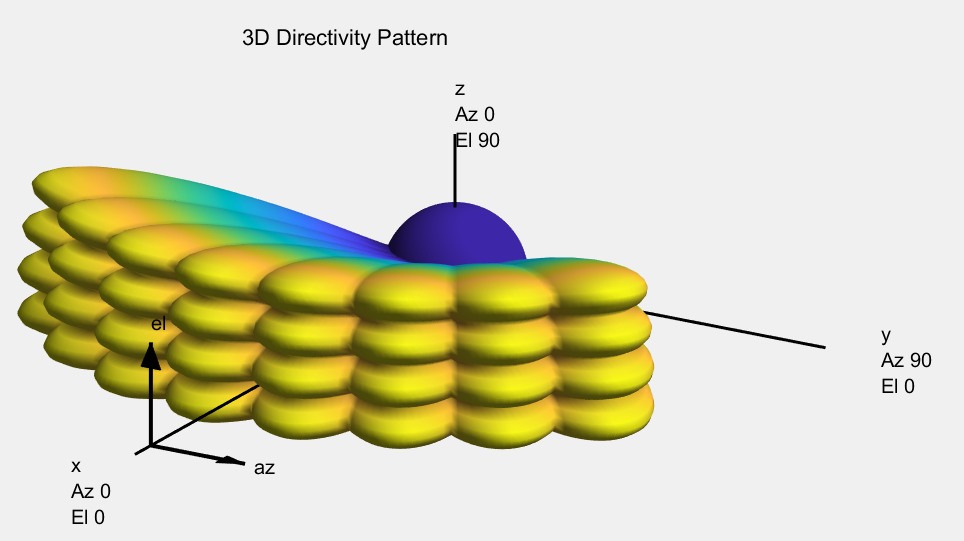 3D Directivity Pattern
z
Az 0
El 90
el
y
Az 90
El 0
az
x
Az 0
El 0